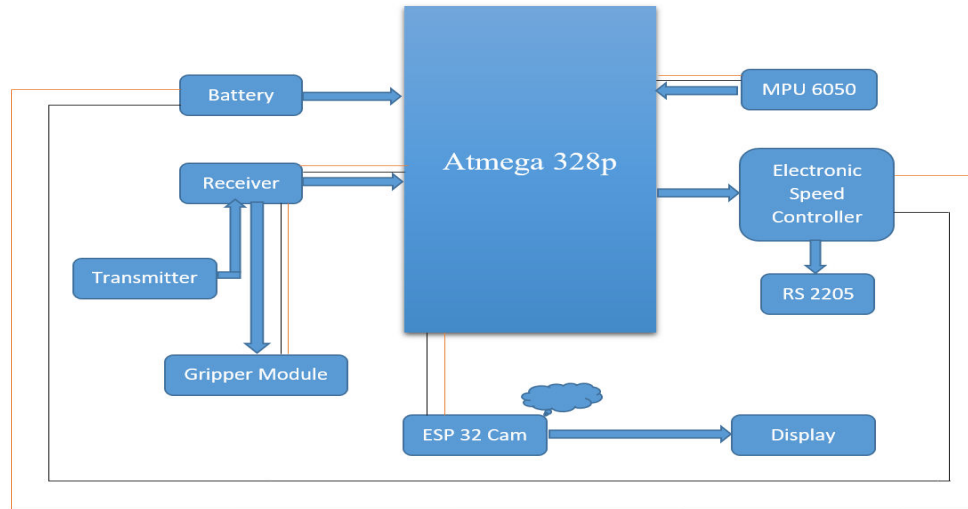 Battery
MPU 6050
Atmega 328p
Receiver
Electronic
Speed
Controller
Transmitter
RS 2205
Gripper Module
ESP 32 Cam
Display